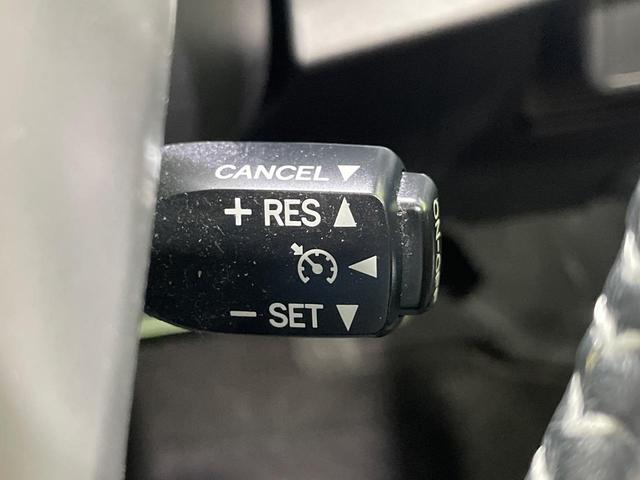 CANCEL ▼
+ RES ▲
◀
− SET ▼
ON-OFF